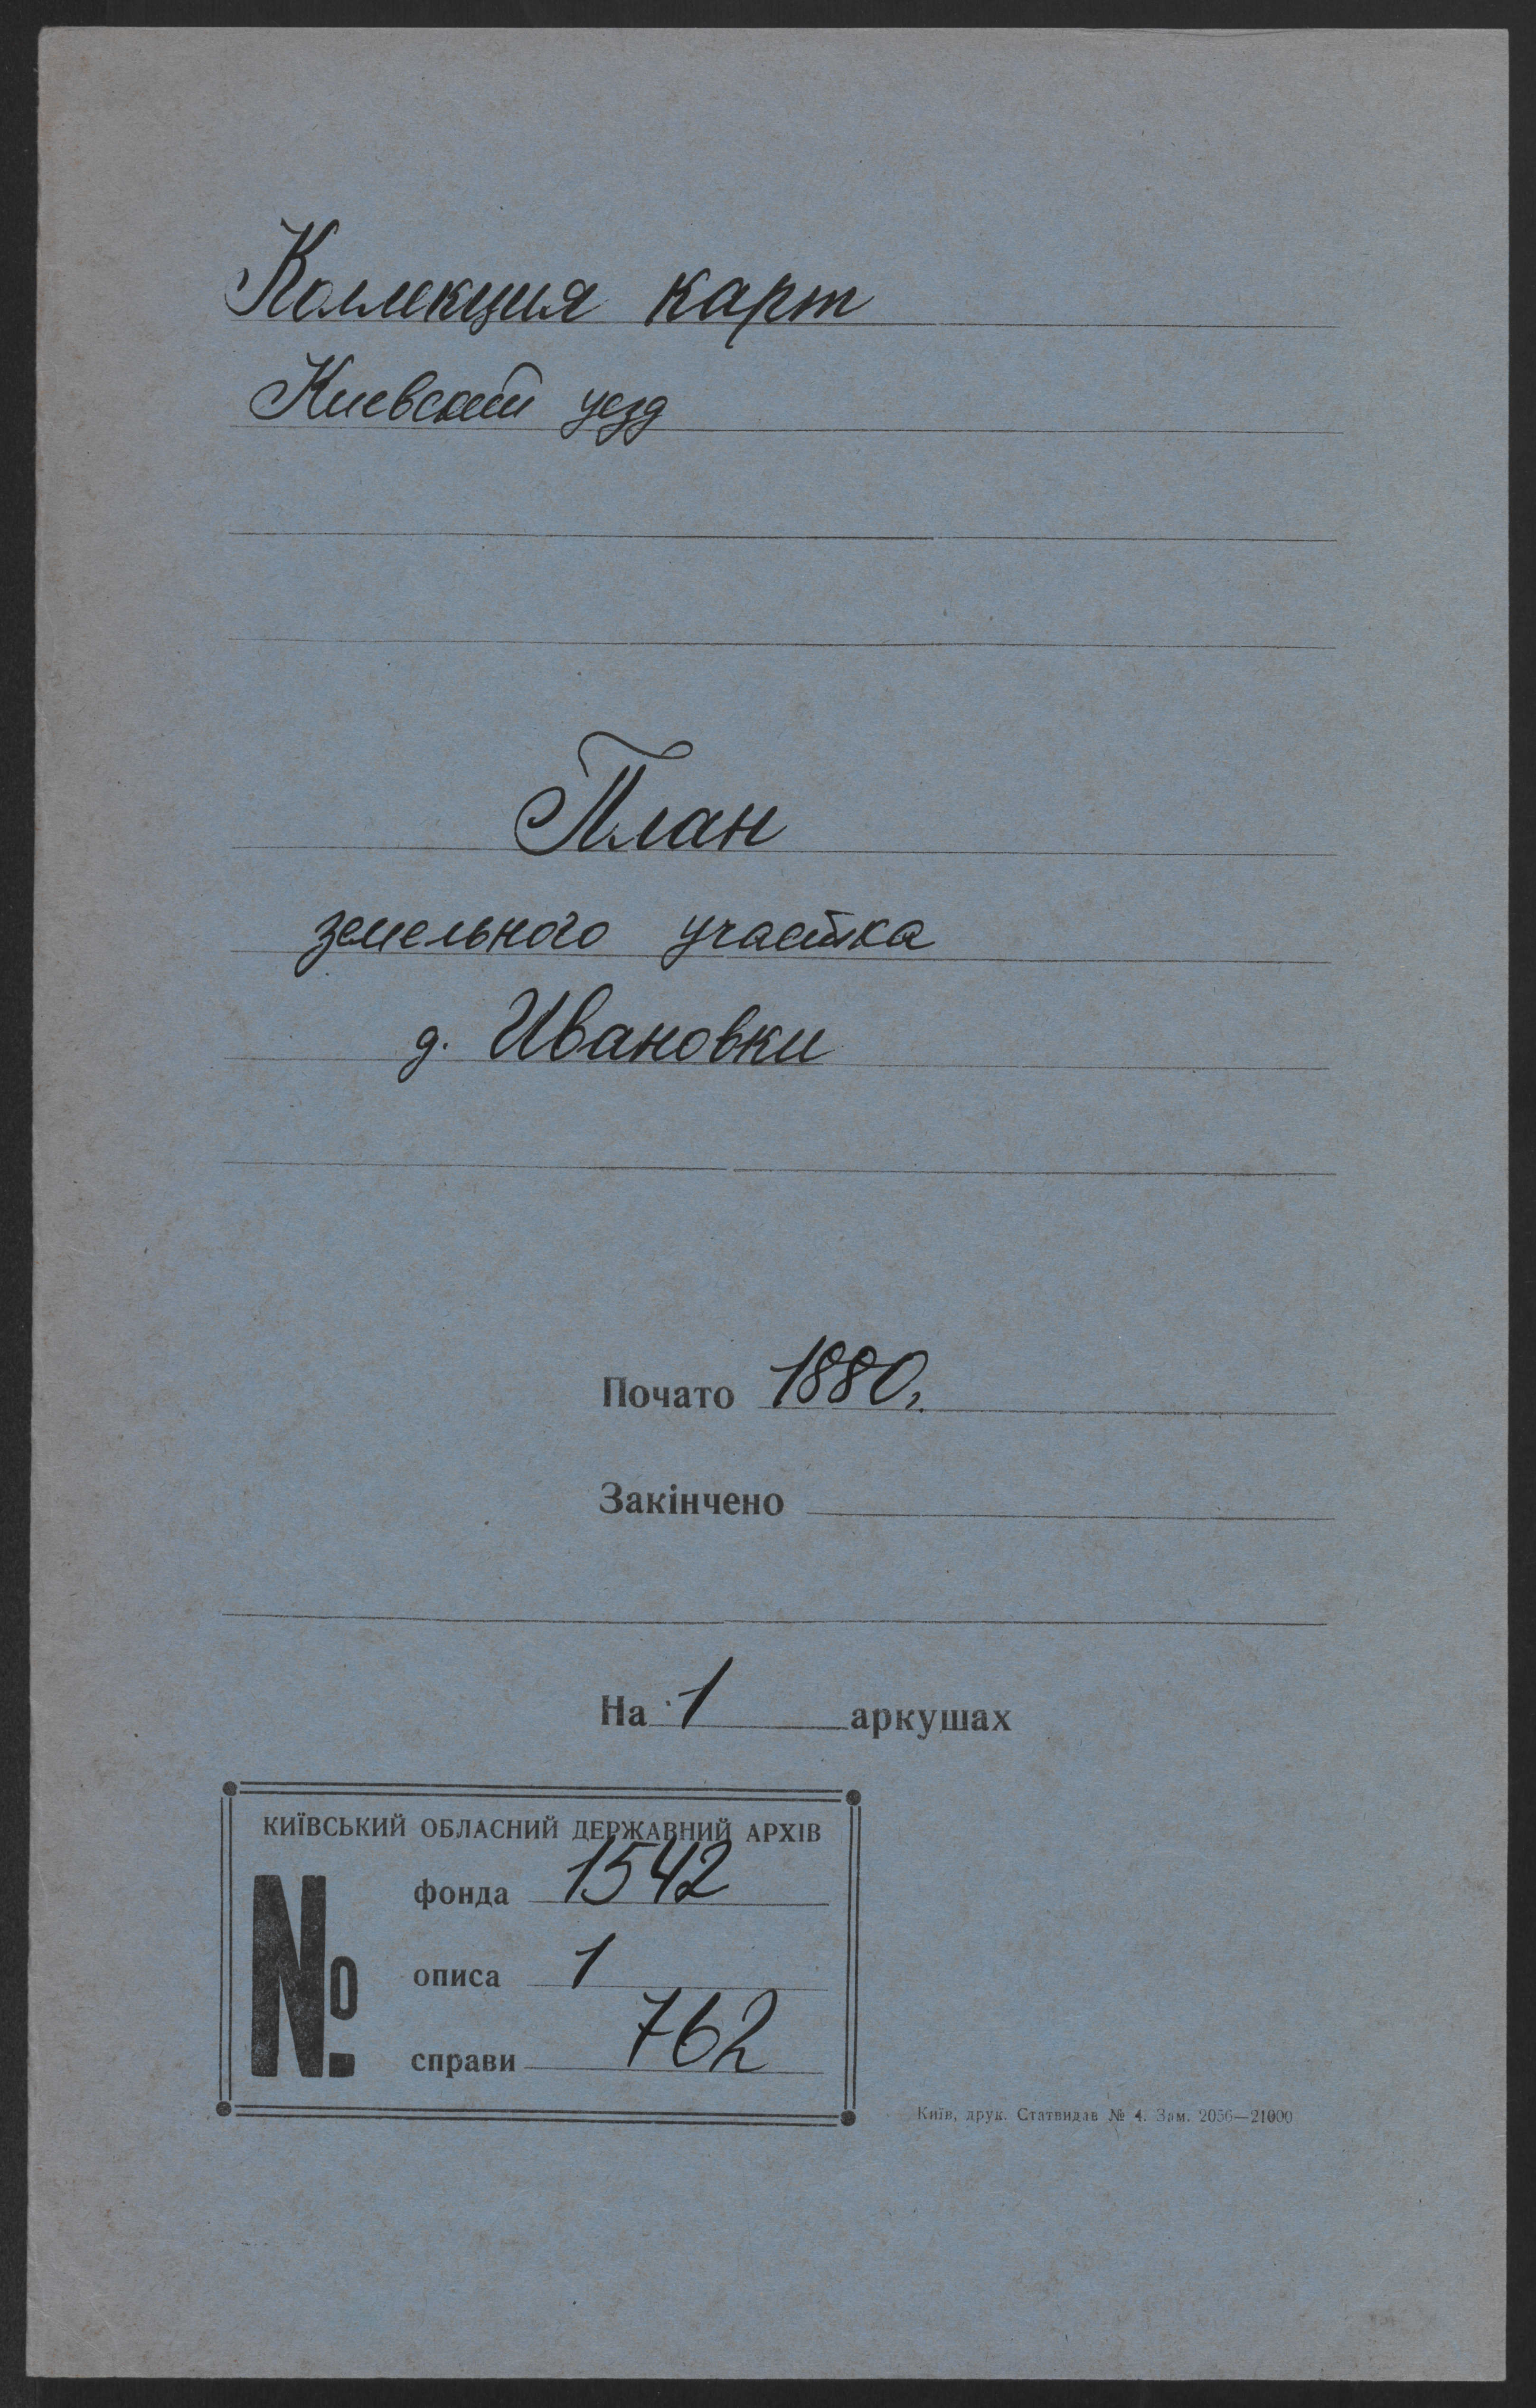 Коллекция карт
Киевский уезд
План
земельного участка
д. Ивановки
Почато 1880г.
Закінчено
На 1 аркушах
КИЇВСЬКИЙ ОБЛАСНИЙ ДЕРЖАВНИЙ АРХІВ
№
фонда 1542
описа 1
справи 762
Київ, друк. Статвидав № 4. Зам. 2056—21000